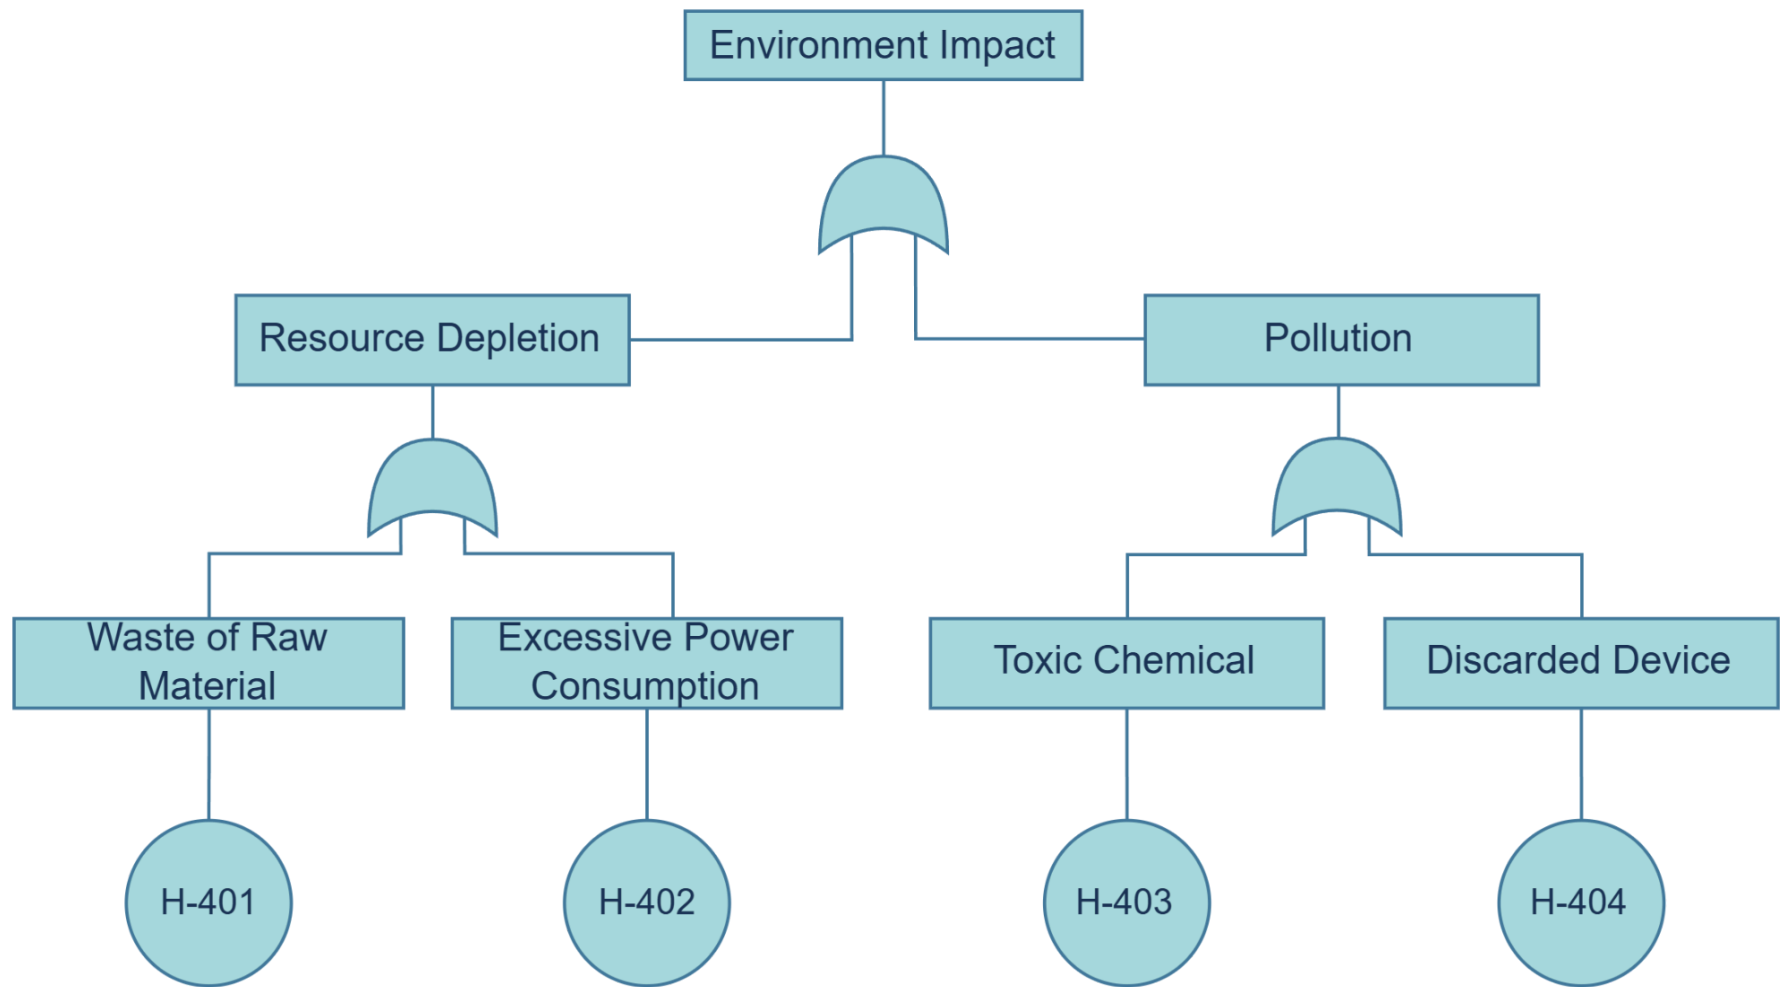 Environment Impact
Resource Depletion
Pollution
Waste of Raw
Material
Excessive Power
Consumption
Toxic Chemical
Discarded Device
H-401
H-402
H-403
H-404